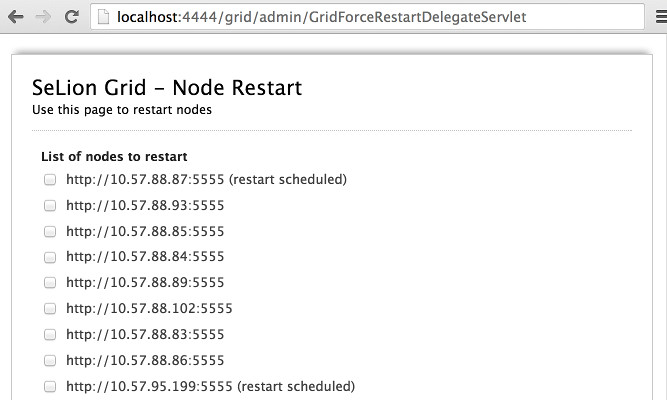 localhost:4444/grid/admin/GridForceRestartDelegateServlet
SeLion Grid - Node Restart
Use this page to restart nodes
List of nodes to restart
http://10.57.88.87:5555 (restart scheduled)
http://10.57.88.93:5555
http://10.57.88.85:5555
http://10.57.88.84:5555
http://10.57.88.89:5555
http://10.57.88.102:5555
http://10.57.88.83:5555
http://10.57.88.86:5555
http://10.57.95.199:5555 (restart scheduled)